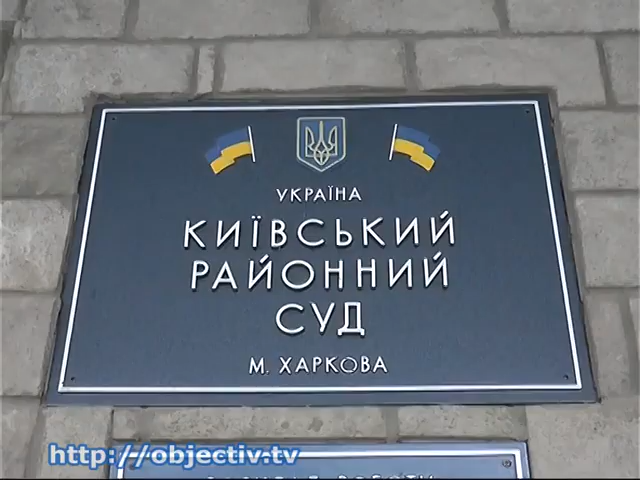 УКРАЇНА
КИЇВСЬКИЙ
РАЙОННИЙ
СУД
М. ХАРКОВА
http://objectiv.tv